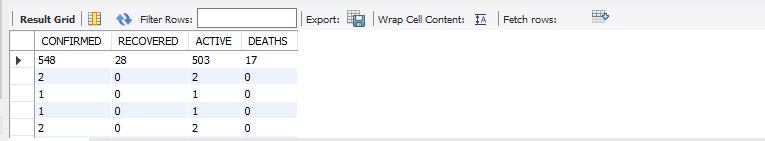 Result Grid Filter Rows: Export: Wrap Cell Content: Fetch rows:
CONFIRMED RECOVERED ACTIVE DEATHS
548 28 503 17
2 0 2 0
1 0 1 0
1 0 1 0
2 0 2 0